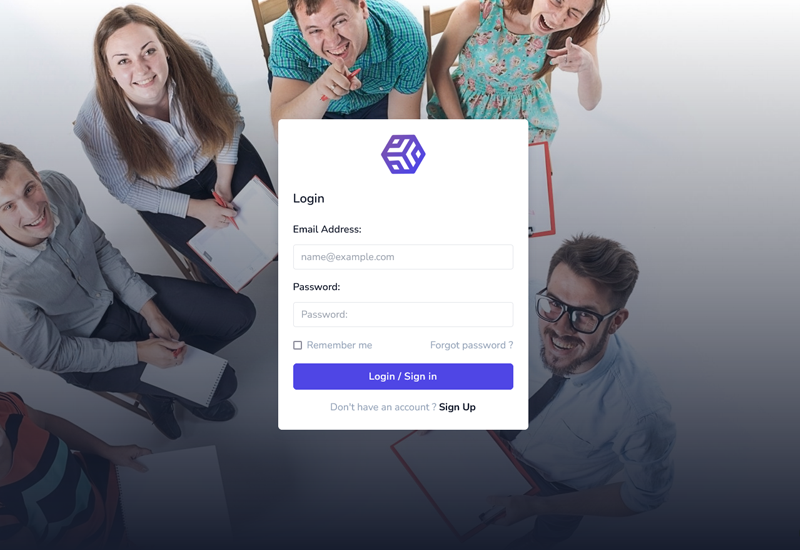 Login
Email Address:
name@example.com
Password:
Password:
Remember me Forgot password ?
Login / Sign in
Don't have an account ? Sign Up